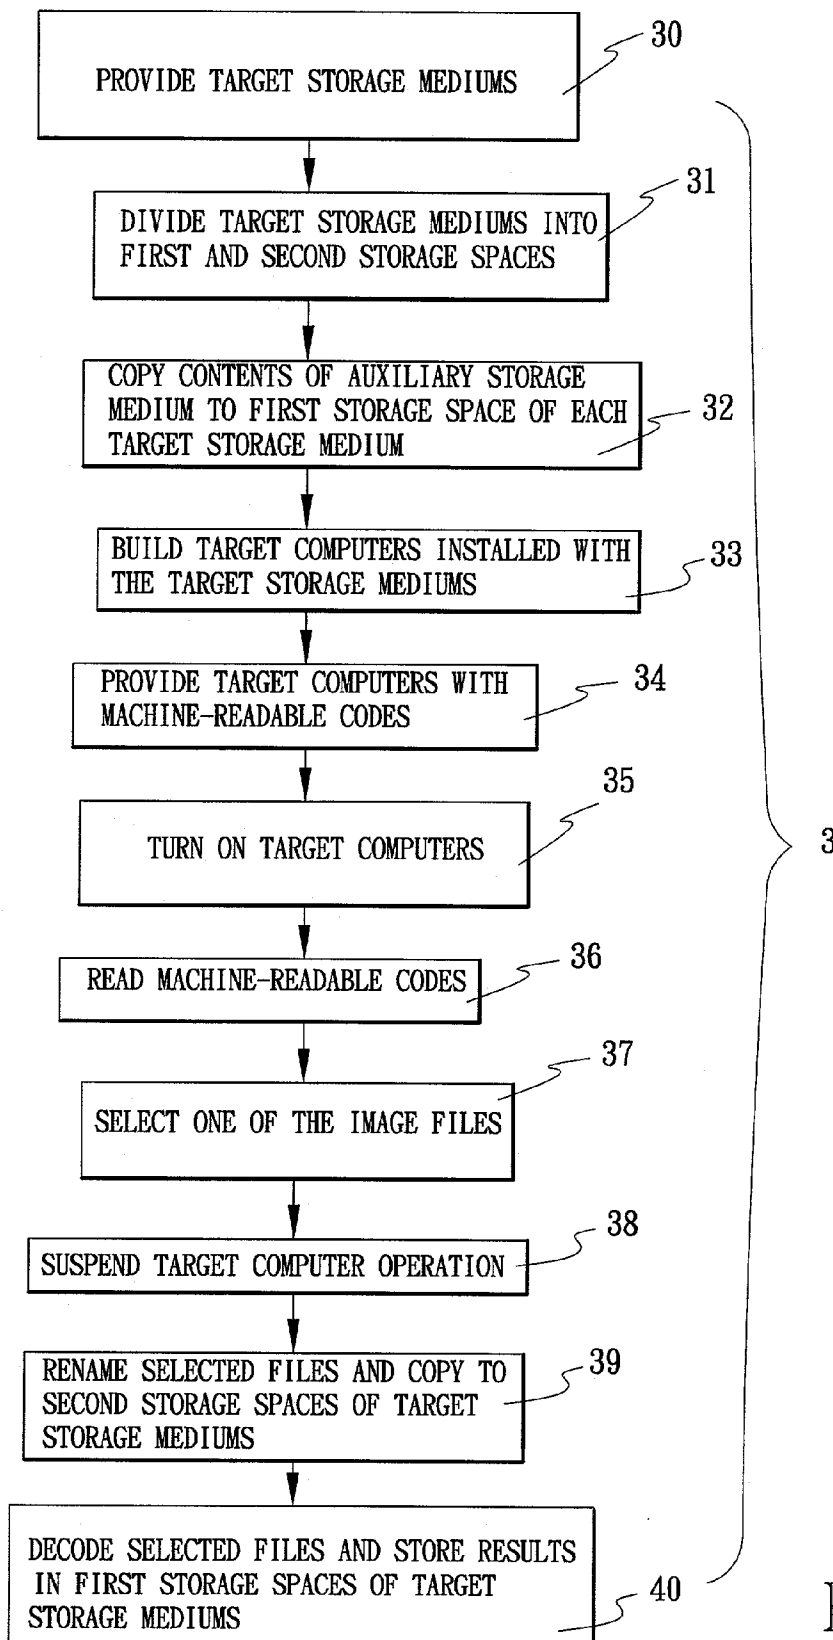 30
PROVIDE TARGET STORAGE MEDIUMS
31
DIVIDE TARGET STORAGE MEDIUMS INTO
FIRST AND SECOND STORAGE SPACES
COPY CONTENTS OF AUXILIARY STORAGE
MEDIUM TO FIRST STORAGE SPACE OF EACH
TARGET STORAGE MEDIUM
32
BUILD TARGET COMPUTERS INSTALLED WITH
THE TARGET STORAGE MEDIUMS
33
PROVIDE TARGET COMPUTERS WITH
MACHINE-READABLE CODES
34
35
TURN ON TARGET COMPUTERS
3
36
READ MACHINE-READABLE CODES
37
SELECT ONE OF THE IMAGE FILES
38
SUSPEND TARGET COMPUTER OPERATION
39
RENAME SELECTED FILES AND COPY TO
SECOND STORAGE SPACES OF TARGET
STORAGE MEDIUMS
DECODE SELECTED FILES AND STORE RESULTS
IN FIRST STORAGE SPACES OF TARGET
STORAGE MEDIUMS
40